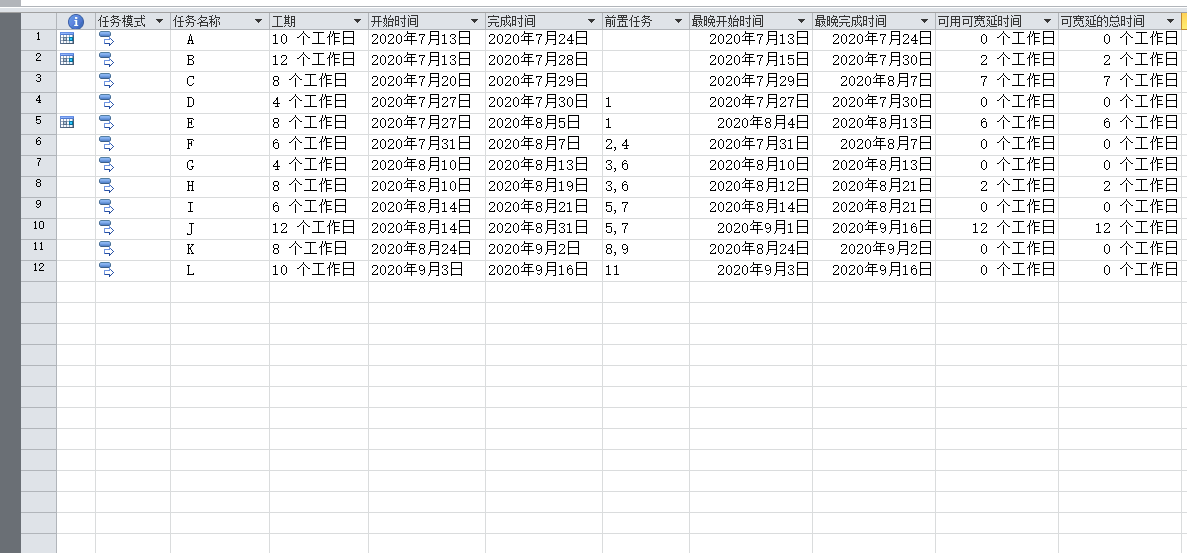 任务模式 任务名称 工期 开始时间 完成时间 前置任务 最晚开始时间 最晚完成时间 可用可宽延时间 可宽延的总时间
1 A 10 个工作日 2020年7月13日 2020年7月24日 2020年7月13日 2020年7月24日 0 个工作日 0 个工作日
2 B 12 个工作日 2020年7月13日 2020年7月28日 2020年7月15日 2020年7月30日 2 个工作日 2 个工作日
3 C 8 个工作日 2020年7月20日 2020年7月29日 2020年7月29日 2020年8月7日 7 个工作日 7 个工作日
4 D 4 个工作日 2020年7月27日 2020年7月30日 1 2020年7月27日 2020年7月30日 0 个工作日 0 个工作日
5 E 8 个工作日 2020年7月27日 2020年8月5日 1 2020年8月4日 2020年8月13日 6 个工作日 6 个工作日
6 F 6 个工作日 2020年7月31日 2020年8月7日 2,4 2020年7月31日 2020年8月7日 0 个工作日 0 个工作日
7 G 4 个工作日 2020年8月10日 2020年8月13日 3,6 2020年8月10日 2020年8月13日 0 个工作日 0 个工作日
8 H 8 个工作日 2020年8月10日 2020年8月19日 3,6 2020年8月12日 2020年8月21日 2 个工作日 2 个工作日
9 I 6 个工作日 2020年8月14日 2020年8月21日 5,7 2020年8月14日 2020年8月21日 0 个工作日 0 个工作日
10 J 12 个工作日 2020年8月14日 2020年8月31日 5,7 2020年9月1日 2020年9月16日 12 个工作日 12 个工作日
11 K 8 个工作日 2020年8月24日 2020年9月2日 8,9 2020年8月24日 2020年9月2日 0 个工作日 0 个工作日
12 L 10 个工作日 2020年9月3日 2020年9月16日 11 2020年9月3日 2020年9月16日 0 个工作日 0 个工作日